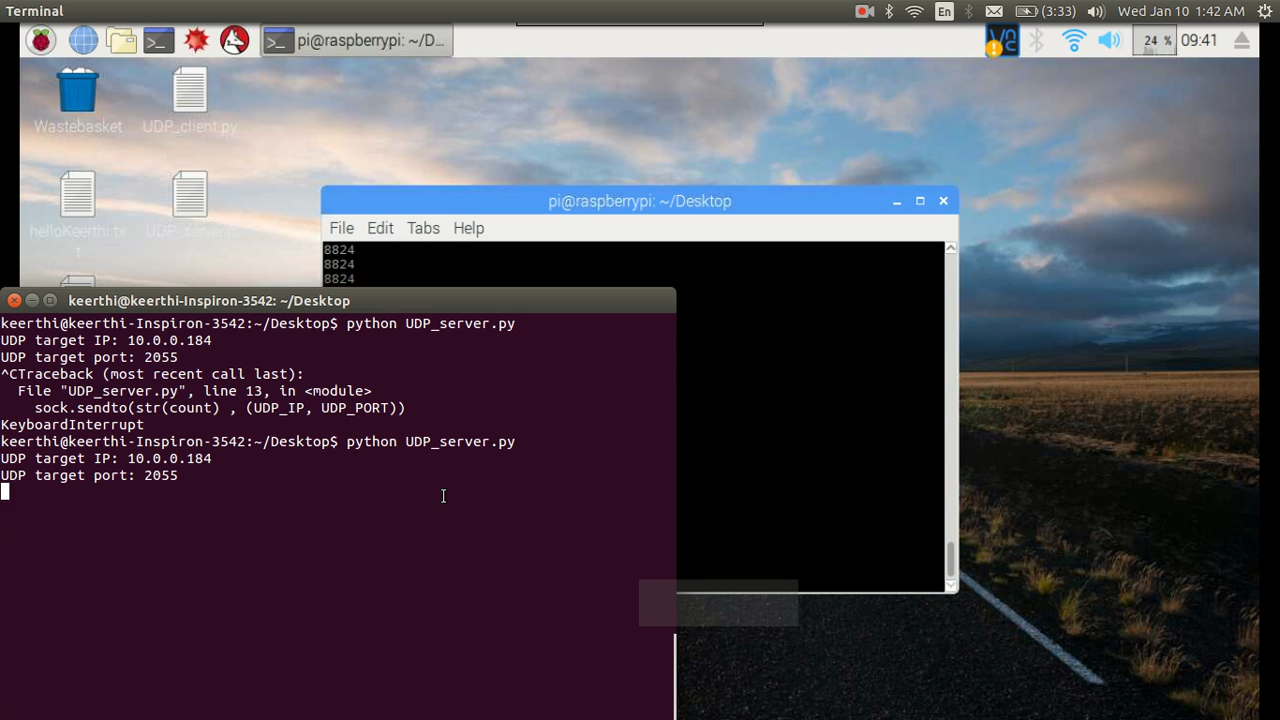 Terminal
En
(3:33)
Wed Jan 10 1:42 AM
pi@raspberrypi: ~/D...
24 %
09:41
Wastebasket
UDP_client.py
helloKeerthi.tx
t
pi@raspberrypi: ~/Desktop
File Edit Tabs Help
8824
8824
8824
keerthi@keerthi-Inspiron-3542: ~/Desktop
keerthi@keerthi-Inspiron-3542:~/Desktop$ python UDP_server.py
UDP target IP: 10.0.0.184
UDP target port: 2055
^CTraceback (most recent call last):
  File "UDP_server.py", line 13, in <module>
    sock.sendto(str(count) , (UDP_IP, UDP_PORT))
KeyboardInterrupt
keerthi@keerthi-Inspiron-3542:~/Desktop$ python UDP_server.py
UDP target IP: 10.0.0.184
UDP target port: 2055